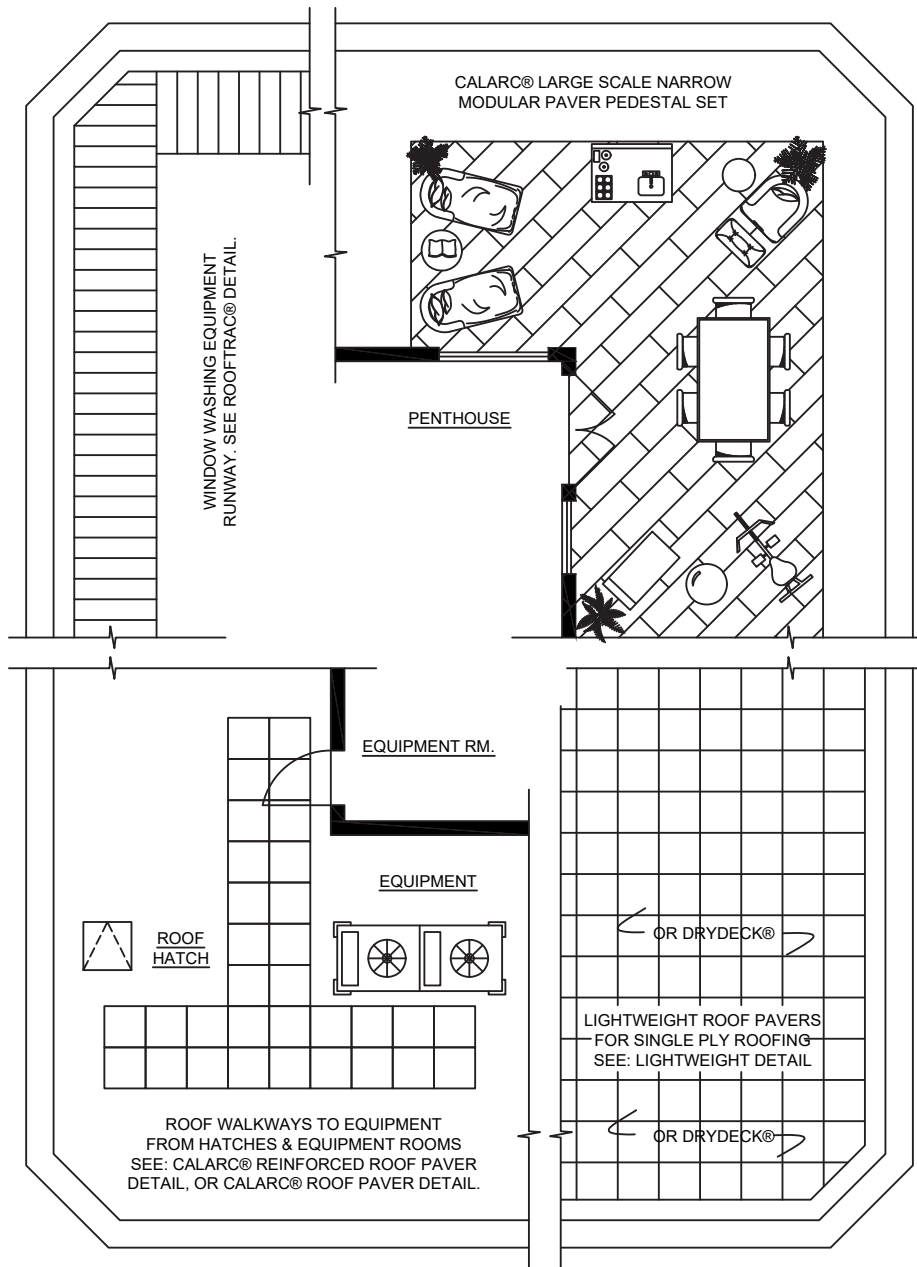 CALARC® LARGE SCALE NARROW
MODULAR PAVER PEDESTAL SET
WINDOW WASHING EQUIPMENT
RUNWAY. SEE ROOFTRAC® DETAIL.
PENTHOUSE
EQUIPMENT RM.
EQUIPMENT
ROOF
HATCH
OR DRYDECK®
LIGHTWEIGHT ROOF PAVERS
FOR SINGLE PLY ROOFING
SEE: LIGHTWEIGHT DETAIL
OR DRYDECK®
ROOF WALKWAYS TO EQUIPMENT
FROM HATCHES & EQUIPMENT ROOMS
SEE: CALARC® REINFORCED ROOF PAVER
DETAIL, OR CALARC® ROOF PAVER DETAIL.